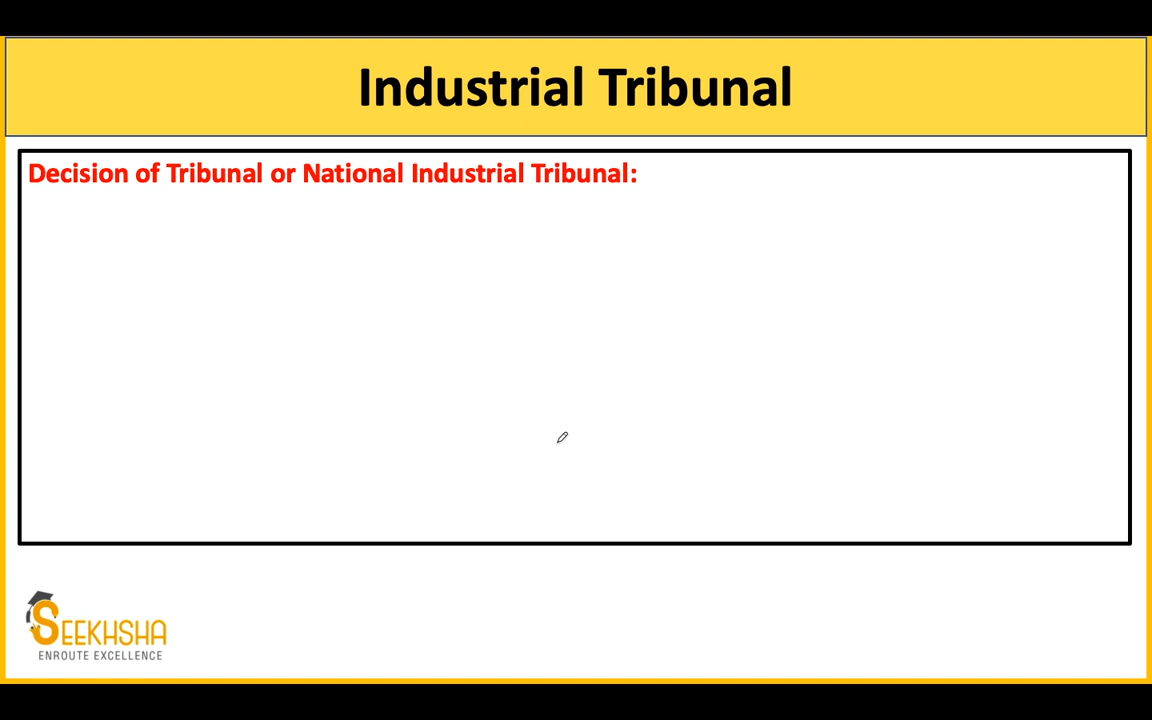 Industrial Tribunal
Decision of Tribunal or National Industrial Tribunal:
SEEKHSHA
ENROUTE EXCELLENCE